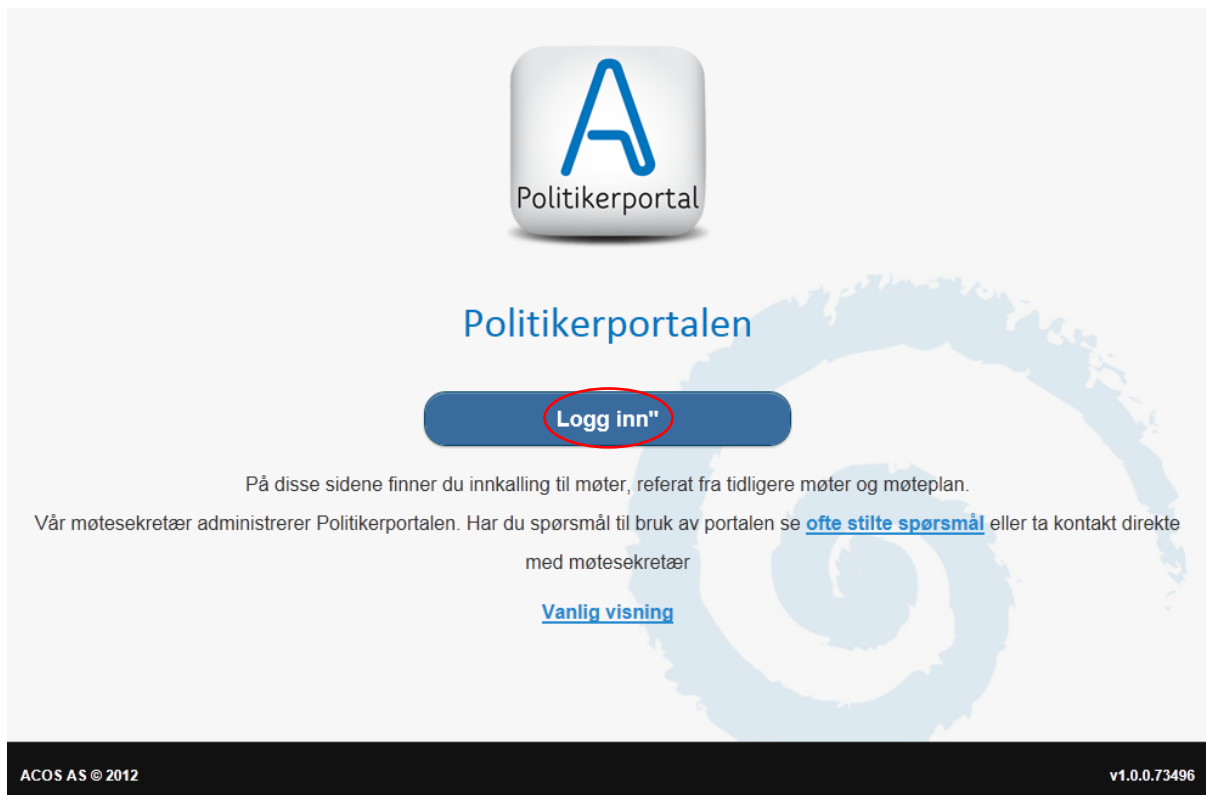 A
Politikerportal
Politikerportalen
Logg inn"
På disse sidene finner du innkalling til møter, referat fra tidligere møter og møteplan.
Vår møtesekretær administrerer Politikerportalen. Har du spørsmål til bruk av portalen se ofte stilte spørsmål eller ta kontakt direkte
med møtesekretær
Vanlig visning
ACOS AS © 2012
v1.0.0.73496